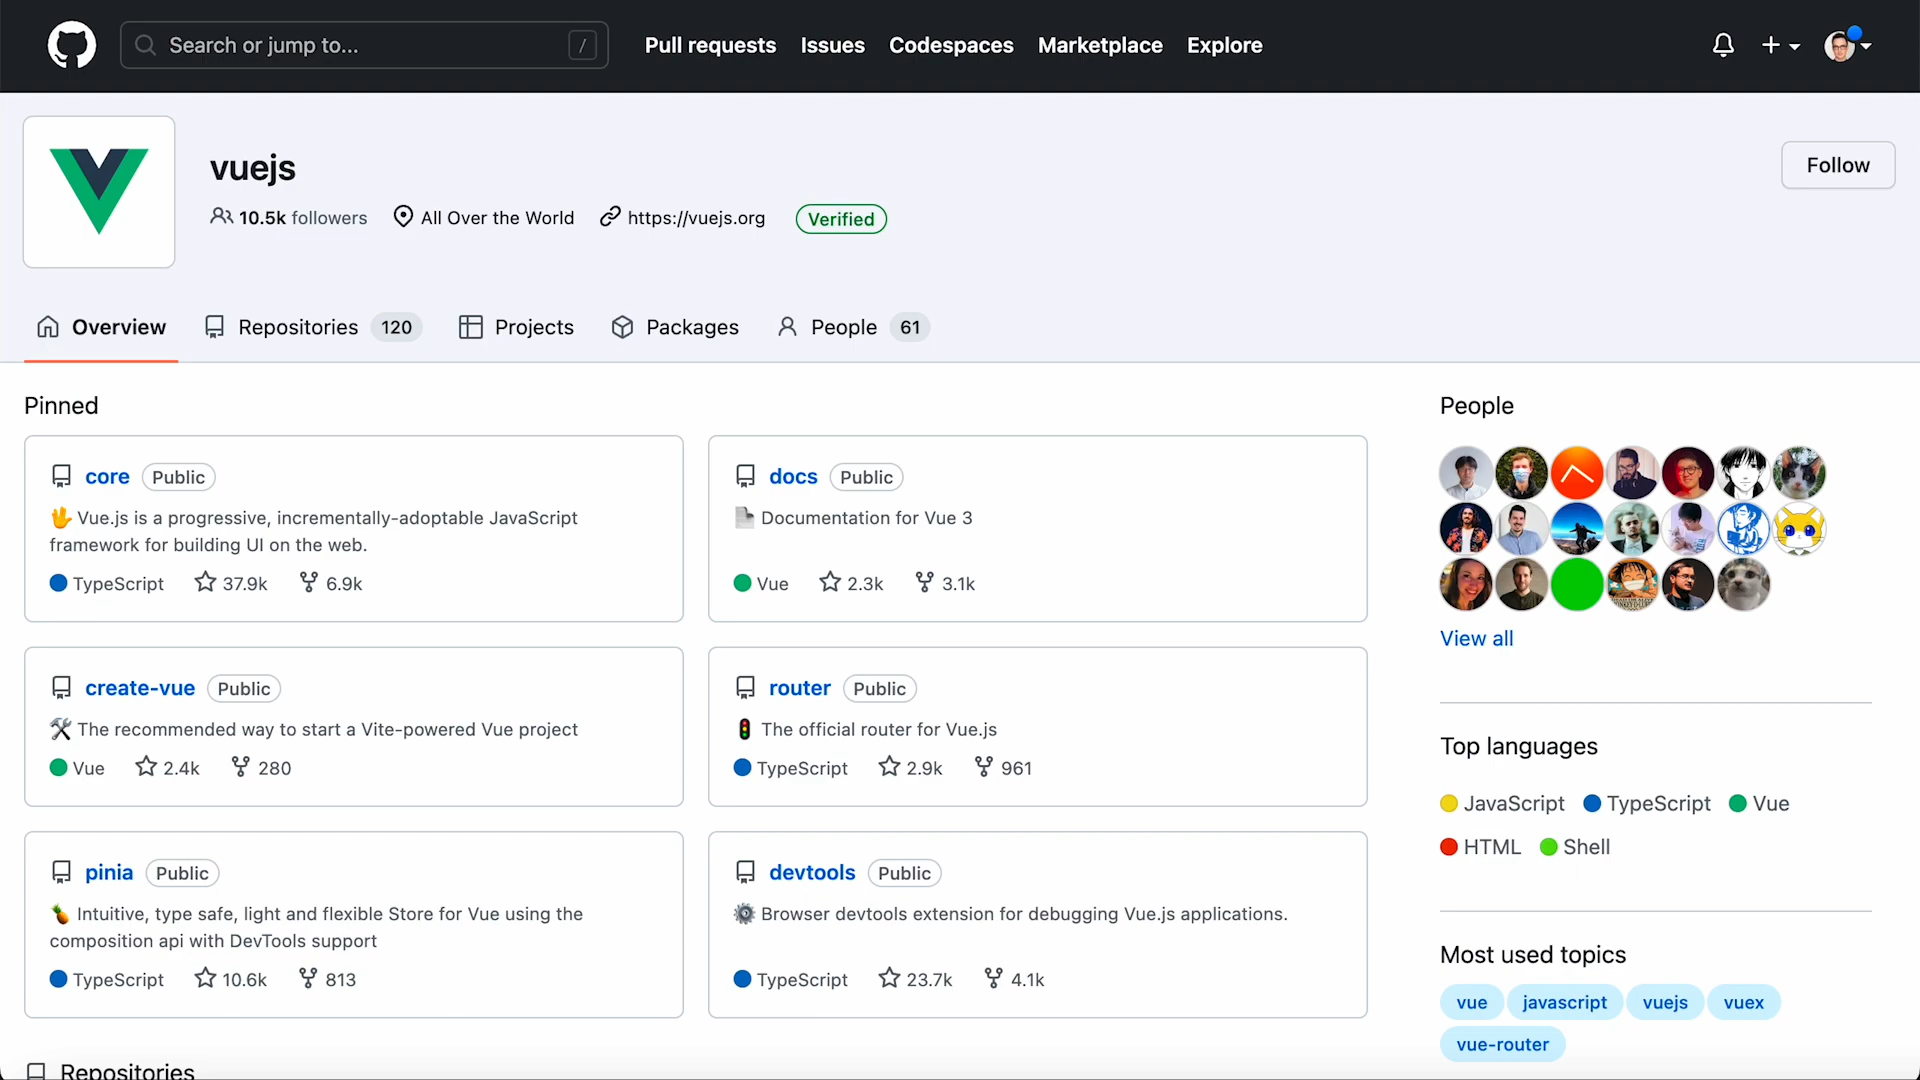 Search or jump to... / Pull requests Issues Codespaces Marketplace Explore
vuejs
Follow
10.5k followers All Over the World https://vuejs.org Verified
Overview Repositories 120 Projects Packages People 61
Pinned
core Public
🖖 Vue.js is a progressive, incrementally-adoptable JavaScript
framework for building UI on the web.
TypeScript 37.9k 6.9k
docs Public
📄 Documentation for Vue 3
Vue 2.3k 3.1k
create-vue Public
🛠️ The recommended way to start a Vite-powered Vue project
Vue 2.4k 280
router Public
🚦 The official router for Vue.js
TypeScript 2.9k 961
pinia Public
🍍 Intuitive, type safe, light and flexible Store for Vue using the
composition api with DevTools support
TypeScript 10.6k 813
devtools Public
⚙️ Browser devtools extension for debugging Vue.js applications.
TypeScript 23.7k 4.1k
Repositories
People
View all
Top languages
JavaScript TypeScript Vue
HTML Shell
Most used topics
vue javascript vuejs vuex
vue-router